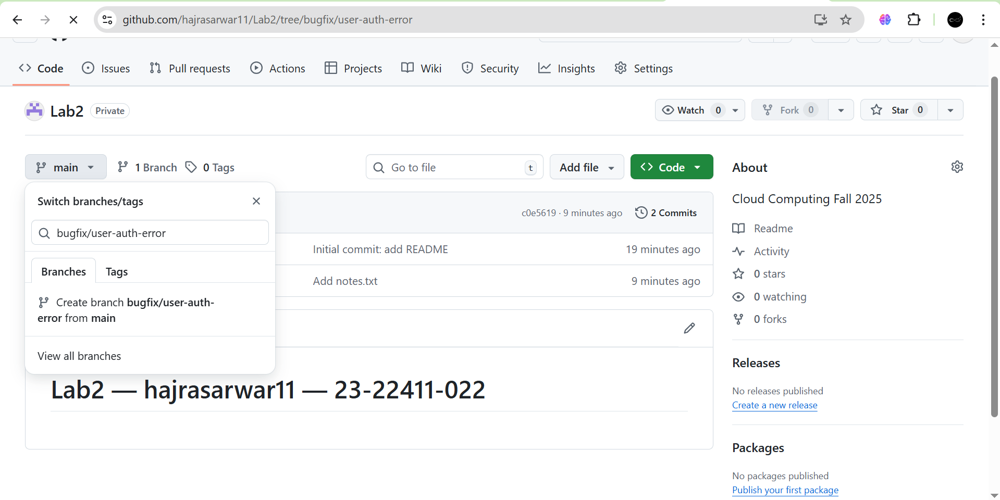 github.com/hajrasarwar11/Lab2/tree/bugfix/user-auth-error
Code Issues Pull requests Actions Projects Wiki Security Insights Settings
Lab2 Private
Watch 0 Fork 0 Star 0
main 1 Branch 0 Tags Go to file t Add file Code
Switch branches/tags
bugfix/user-auth-error
Branches Tags
Create branch bugfix/user-auth-
error from main
View all branches
c0e5619 · 9 minutes ago 2 Commits
Initial commit: add README 19 minutes ago
Add notes.txt 9 minutes ago
Lab2 — hajrasarwar11 — 23-22411-022
About
Cloud Computing Fall 2025
Readme
Activity
0 stars
0 watching
0 forks
Releases
No releases published
Create a new release
Packages
No packages published
Publish your first package